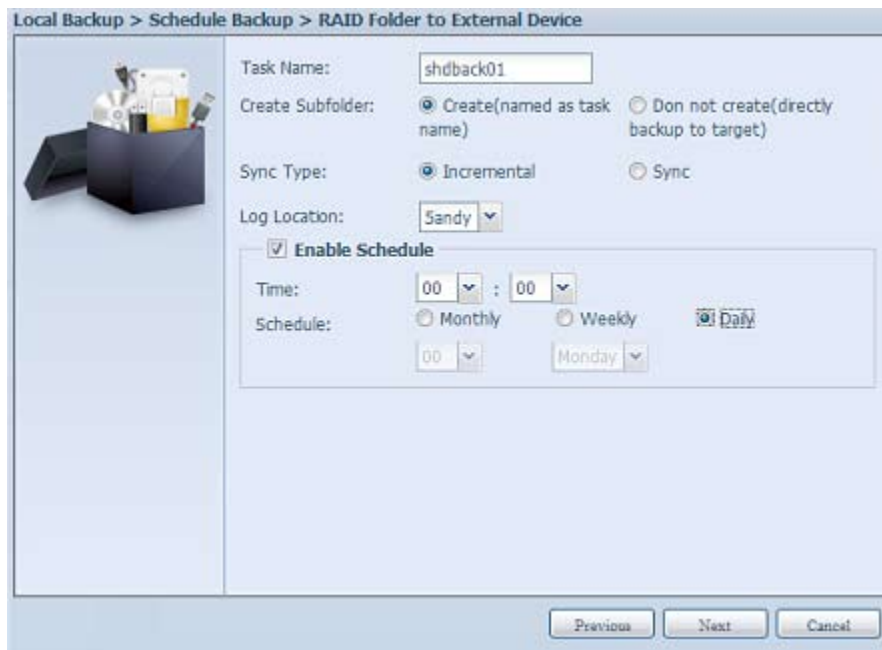 Local Backup > Schedule Backup > RAID Folder to External Device
Task Name: shdback01
Create Subfolder: Create(named as task name) Don not create(directly backup to target)
Sync Type: Incremental Sync
Log Location: Sandy
Enable Schedule
Time: 00 : 00
Schedule: Monthly Weekly Daily
00 Monday
Previous Next Cancel